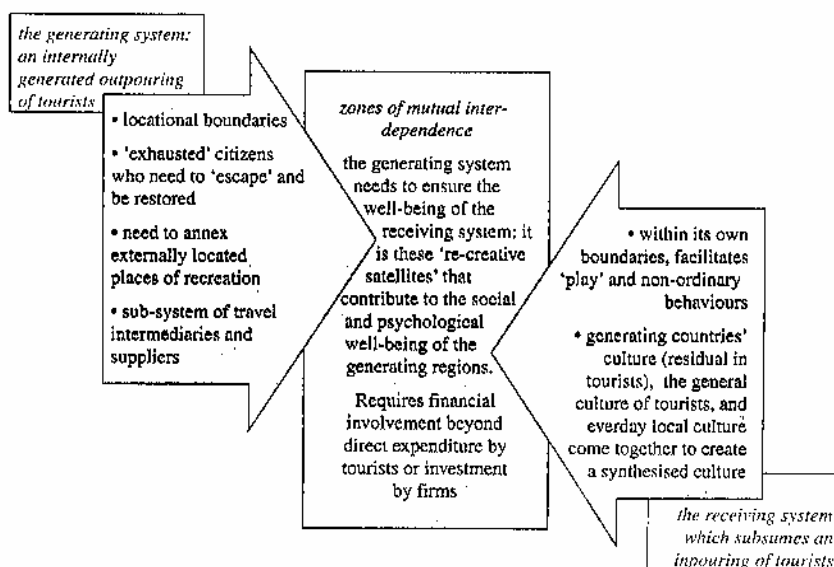 the generating system:
an internally
generated outpouring
of tourists
• locational boundaries
• 'exhausted' citizens
who need to 'escape' and
be restored
• need to annex
externally located
places of recreation
• sub-system of travel
intermediaries and
suppliers
zones of mutual inter-
dependence
the generating system
needs to ensure the
well-being of the
receiving system; it
is these 're-creative
satellites' that
contribute to the social
and psychological
well-being of the
generating regions.
Requires financial
involvement beyond
direct expenditure by
tourists or investment
by firms
• within its own
boundaries, facilitates
'play' and non-ordinary
behaviours
• generating countries'
culture (residual in
tourists), the general
culture of tourists, and
everday local culture
come together to create
a synthesised culture
the receiving system
which subsumes an
inpouring of tourists